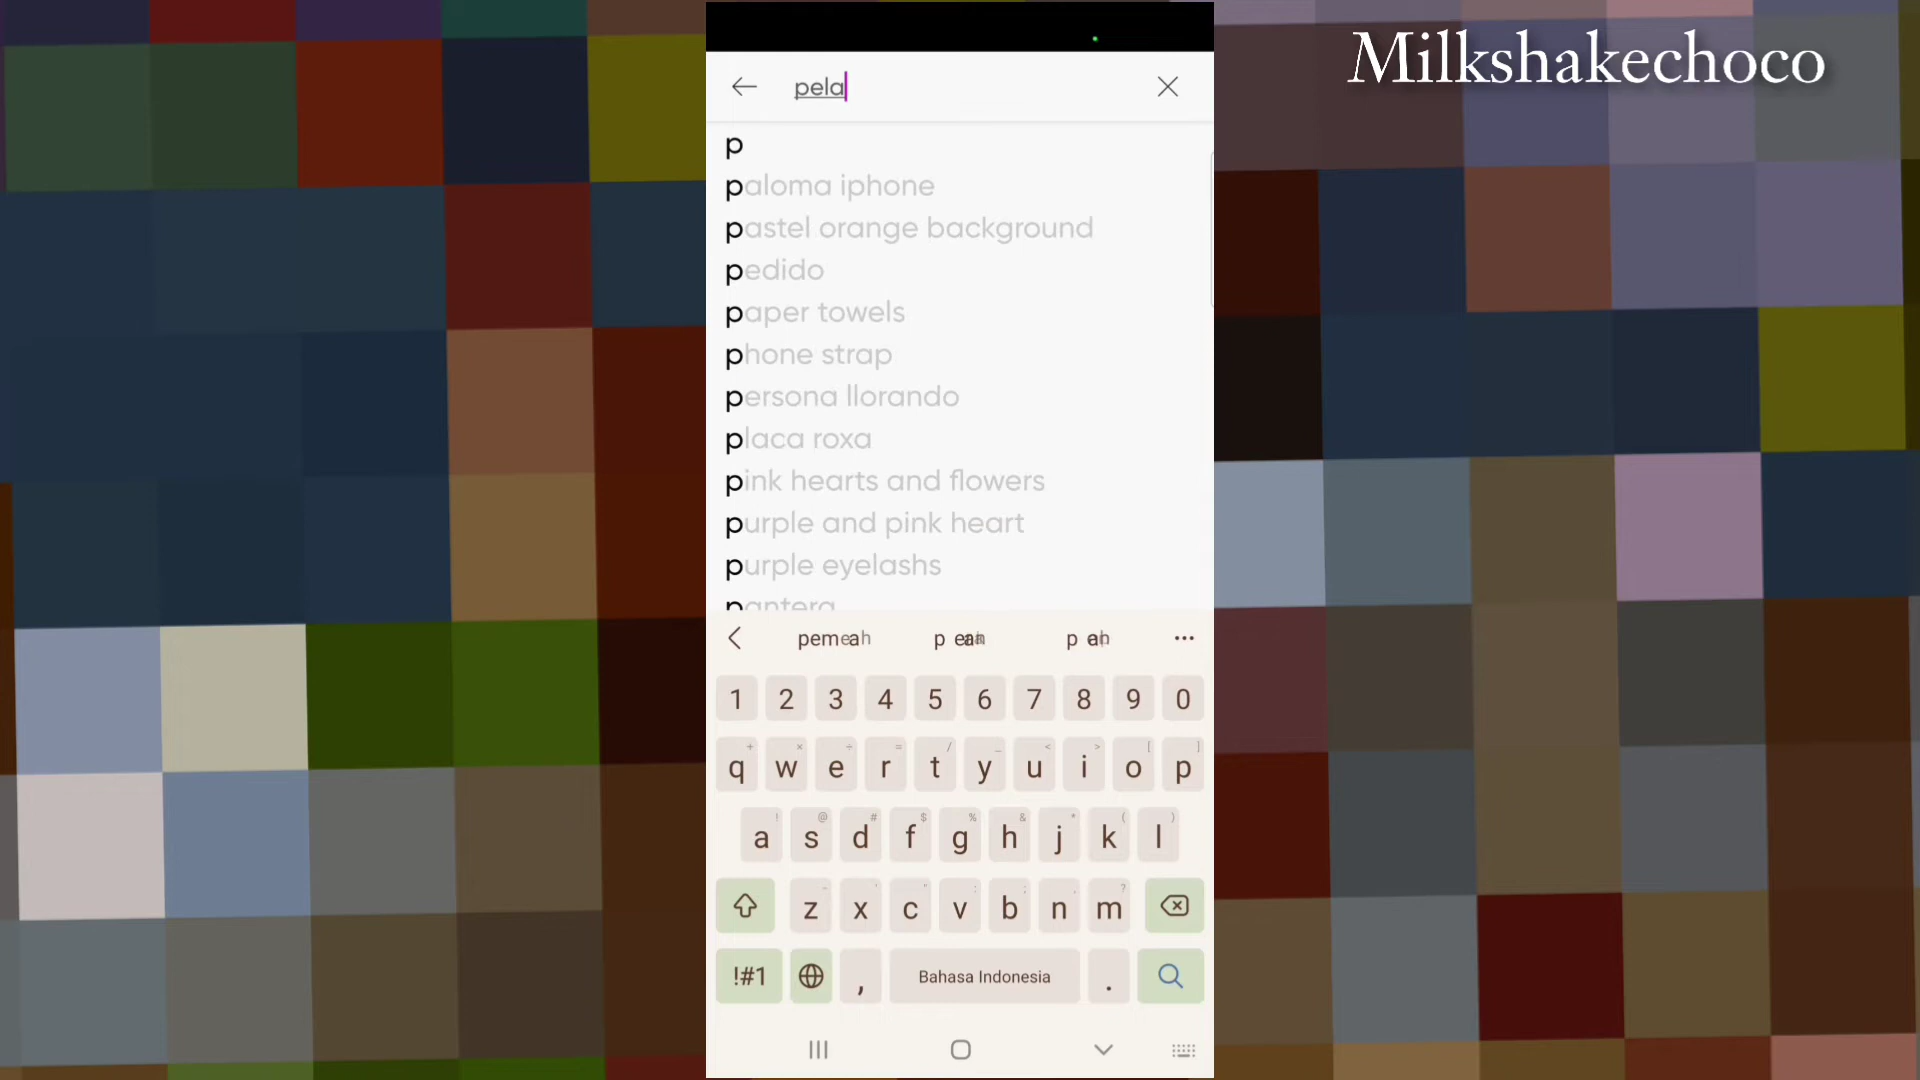 Milkshakechoco
pela
p
paloma iphone
pastel orange background
pedido
paper towels
phone strap
persona llorando
placa roxa
pink hearts and flowers
purple and pink heart
purple eyelashs
pantera
1 2 3 4 5 6 7 8 9 0
+ × ÷ = / _ < > [ ]
q w e r t y u i o p
! @ # $ % & * ( )
a s d f g h j k l
- ' " : ; , ?
z x c v b n m
!#1 , Bahasa Indonesia .